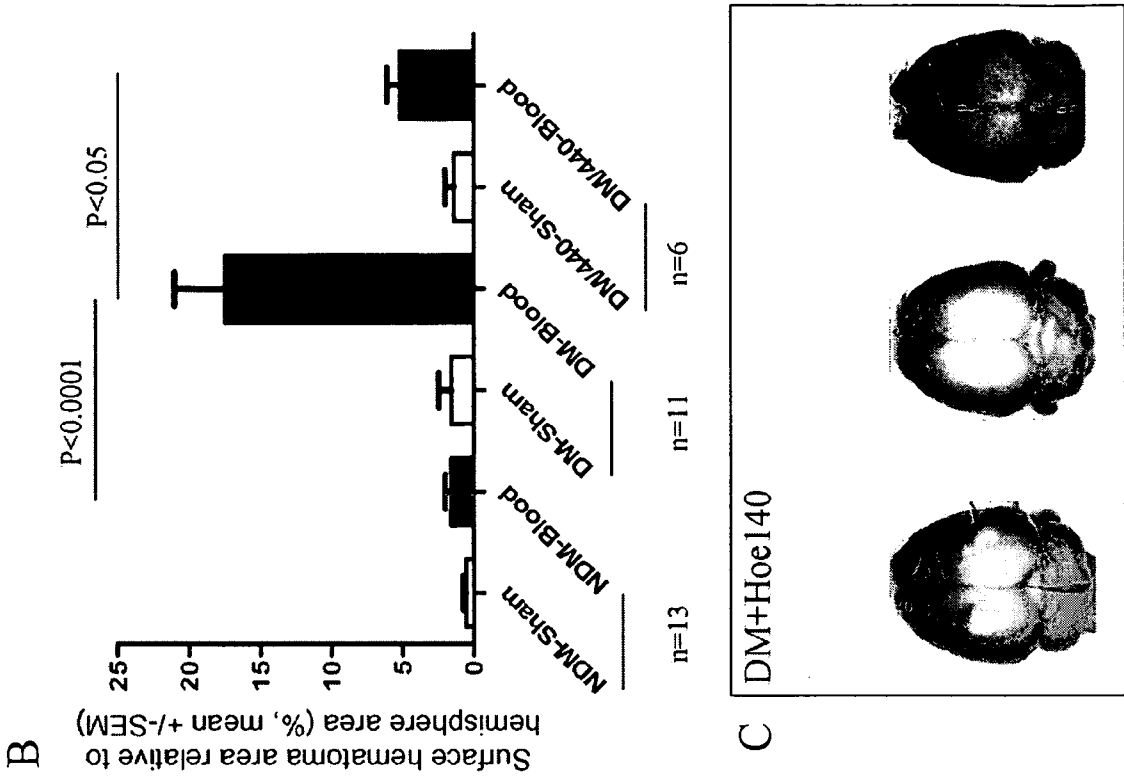 B
P<0.0001
P<0.05
Surface hematoma area relative to
hemisphere area (%, mean +/-SEM)
25
20
15
10
5
0
NDM-Sham
NDM-Blood
DM-Sham
DM-Blood
DM/440-Sham
DM/440-Blood
n=13
n=11
n=6
C
DM+Hoe140